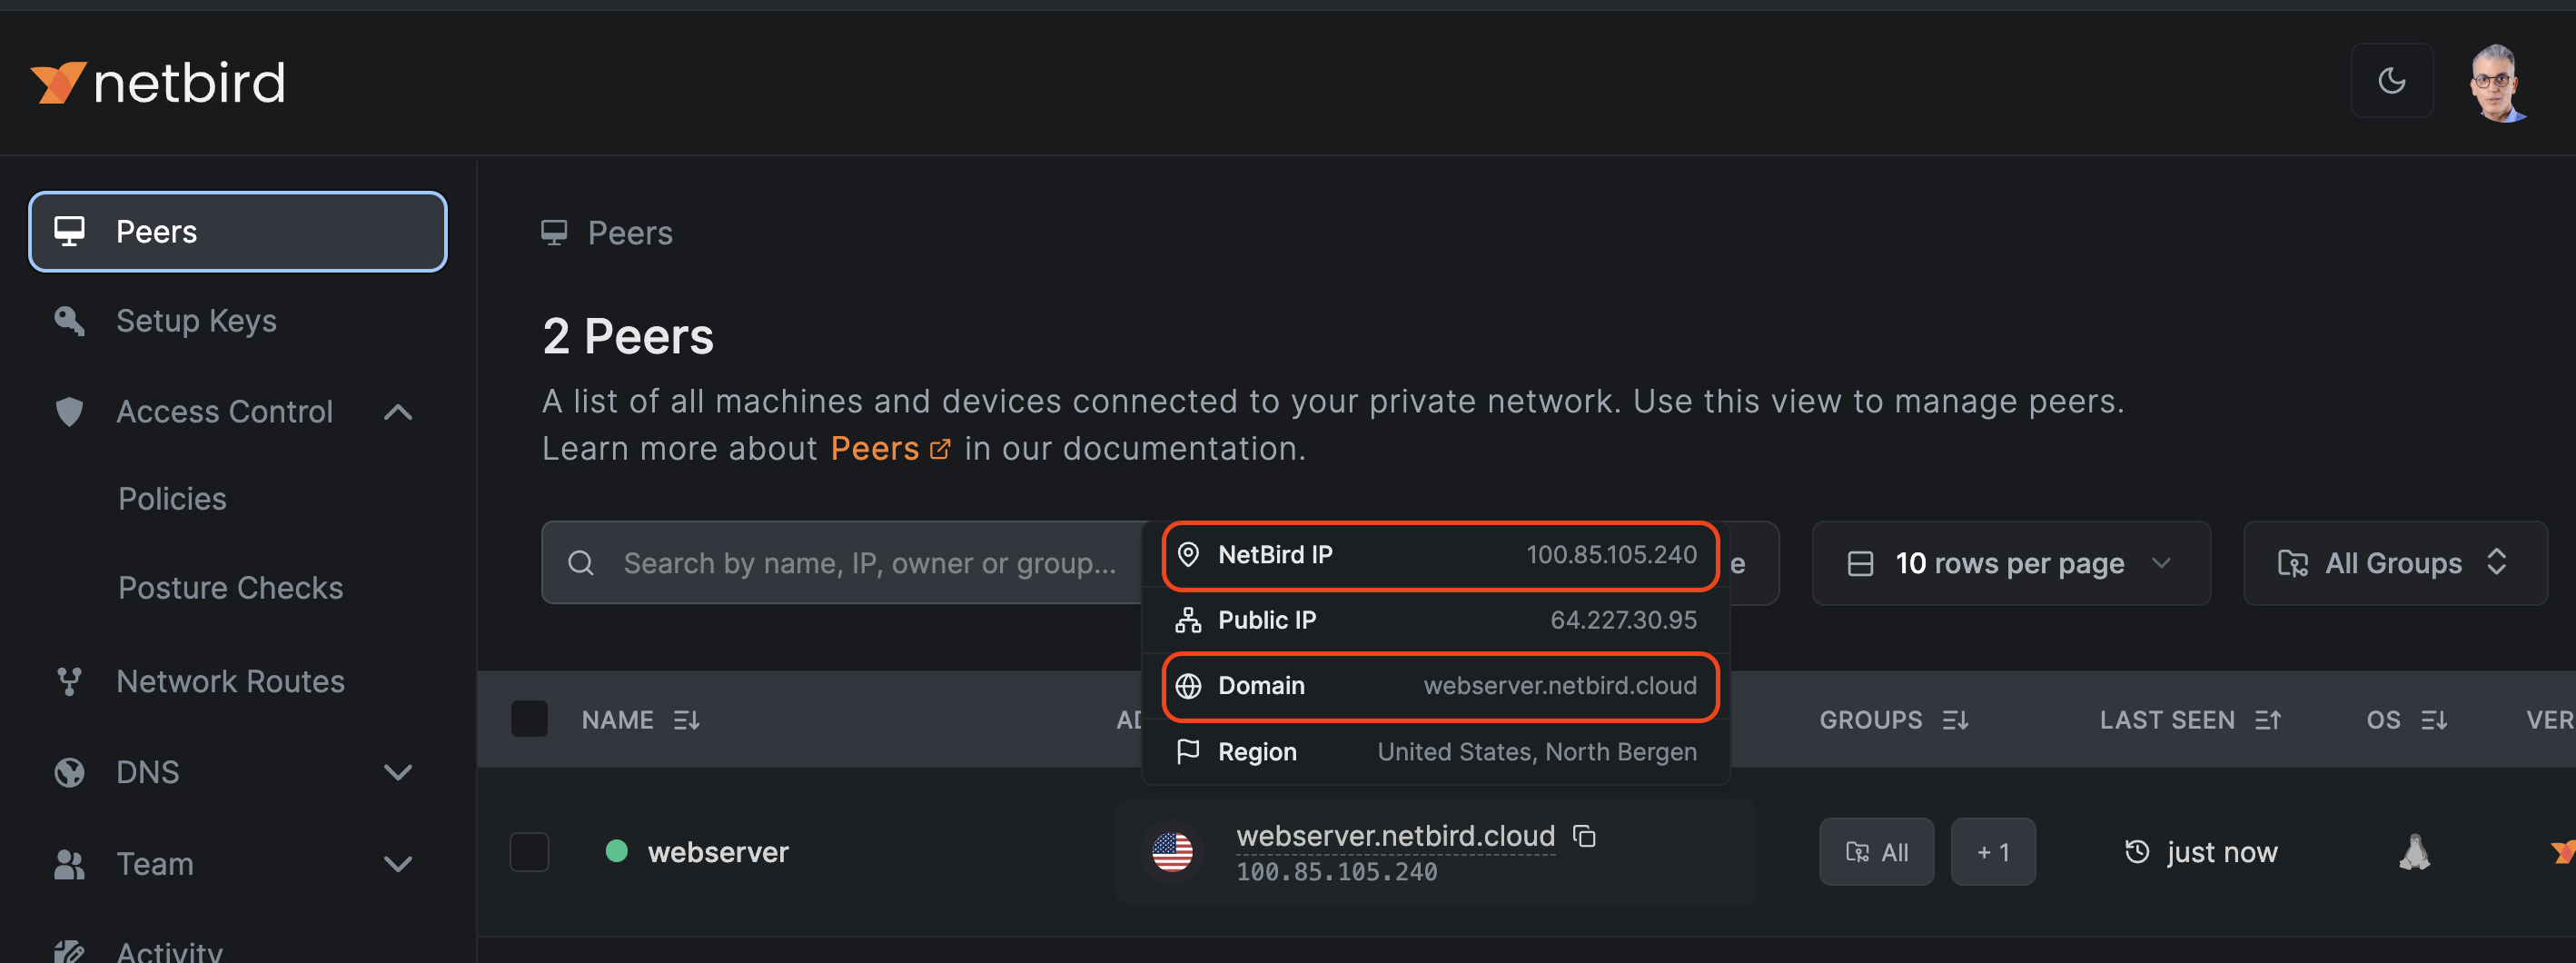 netbird
Peers
Setup Keys
Access Control
Policies
Posture Checks
Network Routes
DNS
Team
Activity
Peers
2 Peers
A list of all machines and devices connected to your private network. Use this view to manage peers.
Learn more about Peers in our documentation.
Search by name, IP, owner or group...
e
10 rows per page
All Groups
NetBird IP 100.85.105.240
Public IP 64.227.30.95
Domain webserver.netbird.cloud
Region United States, North Bergen
NAME AD GROUPS LAST SEEN OS VER
webserver
webserver.netbird.cloud
100.85.105.240
All
+ 1
just now